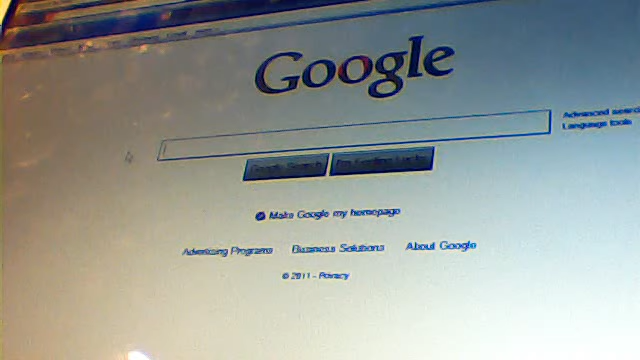 Google
Advanced search
Language tools
Google Search I'm Feeling Lucky
Make Google my homepage
Advertising Programs Business Solutions About Google
© 2011 - Privacy